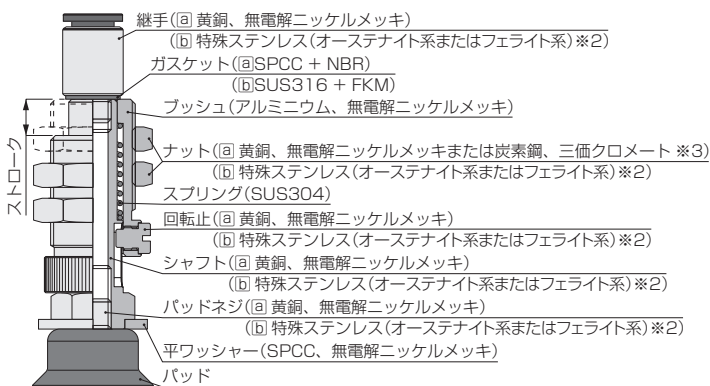 継手(a 黄銅、無電解ニッケルメッキ)
(b 特殊ステンレス(オーステナイト系またはフェライト系)※2)
ガスケット(aSPCC + NBR)
(bSUS316 + FKM)
ブッシュ(アルミニウム、無電解ニッケルメッキ)
ナット(a 黄銅、無電解ニッケルメッキまたは炭素鋼、三価クロメート ※3)
(b 特殊ステンレス(オーステナイト系またはフェライト系)※2)
スプリング(SUS304)
回転止(a 黄銅、無電解ニッケルメッキ)
(b 特殊ステンレス(オーステナイト系またはフェライト系)※2)
シャフト(a 黄銅、無電解ニッケルメッキ)
(b 特殊ステンレス(オーステナイト系またはフェライト系)※2)
パッドネジ(a 黄銅、無電解ニッケルメッキ)
(b 特殊ステンレス(オーステナイト系またはフェライト系)※2)
平ワッシャー(SPCC、無電解ニッケルメッキ)
パッド
ストローク